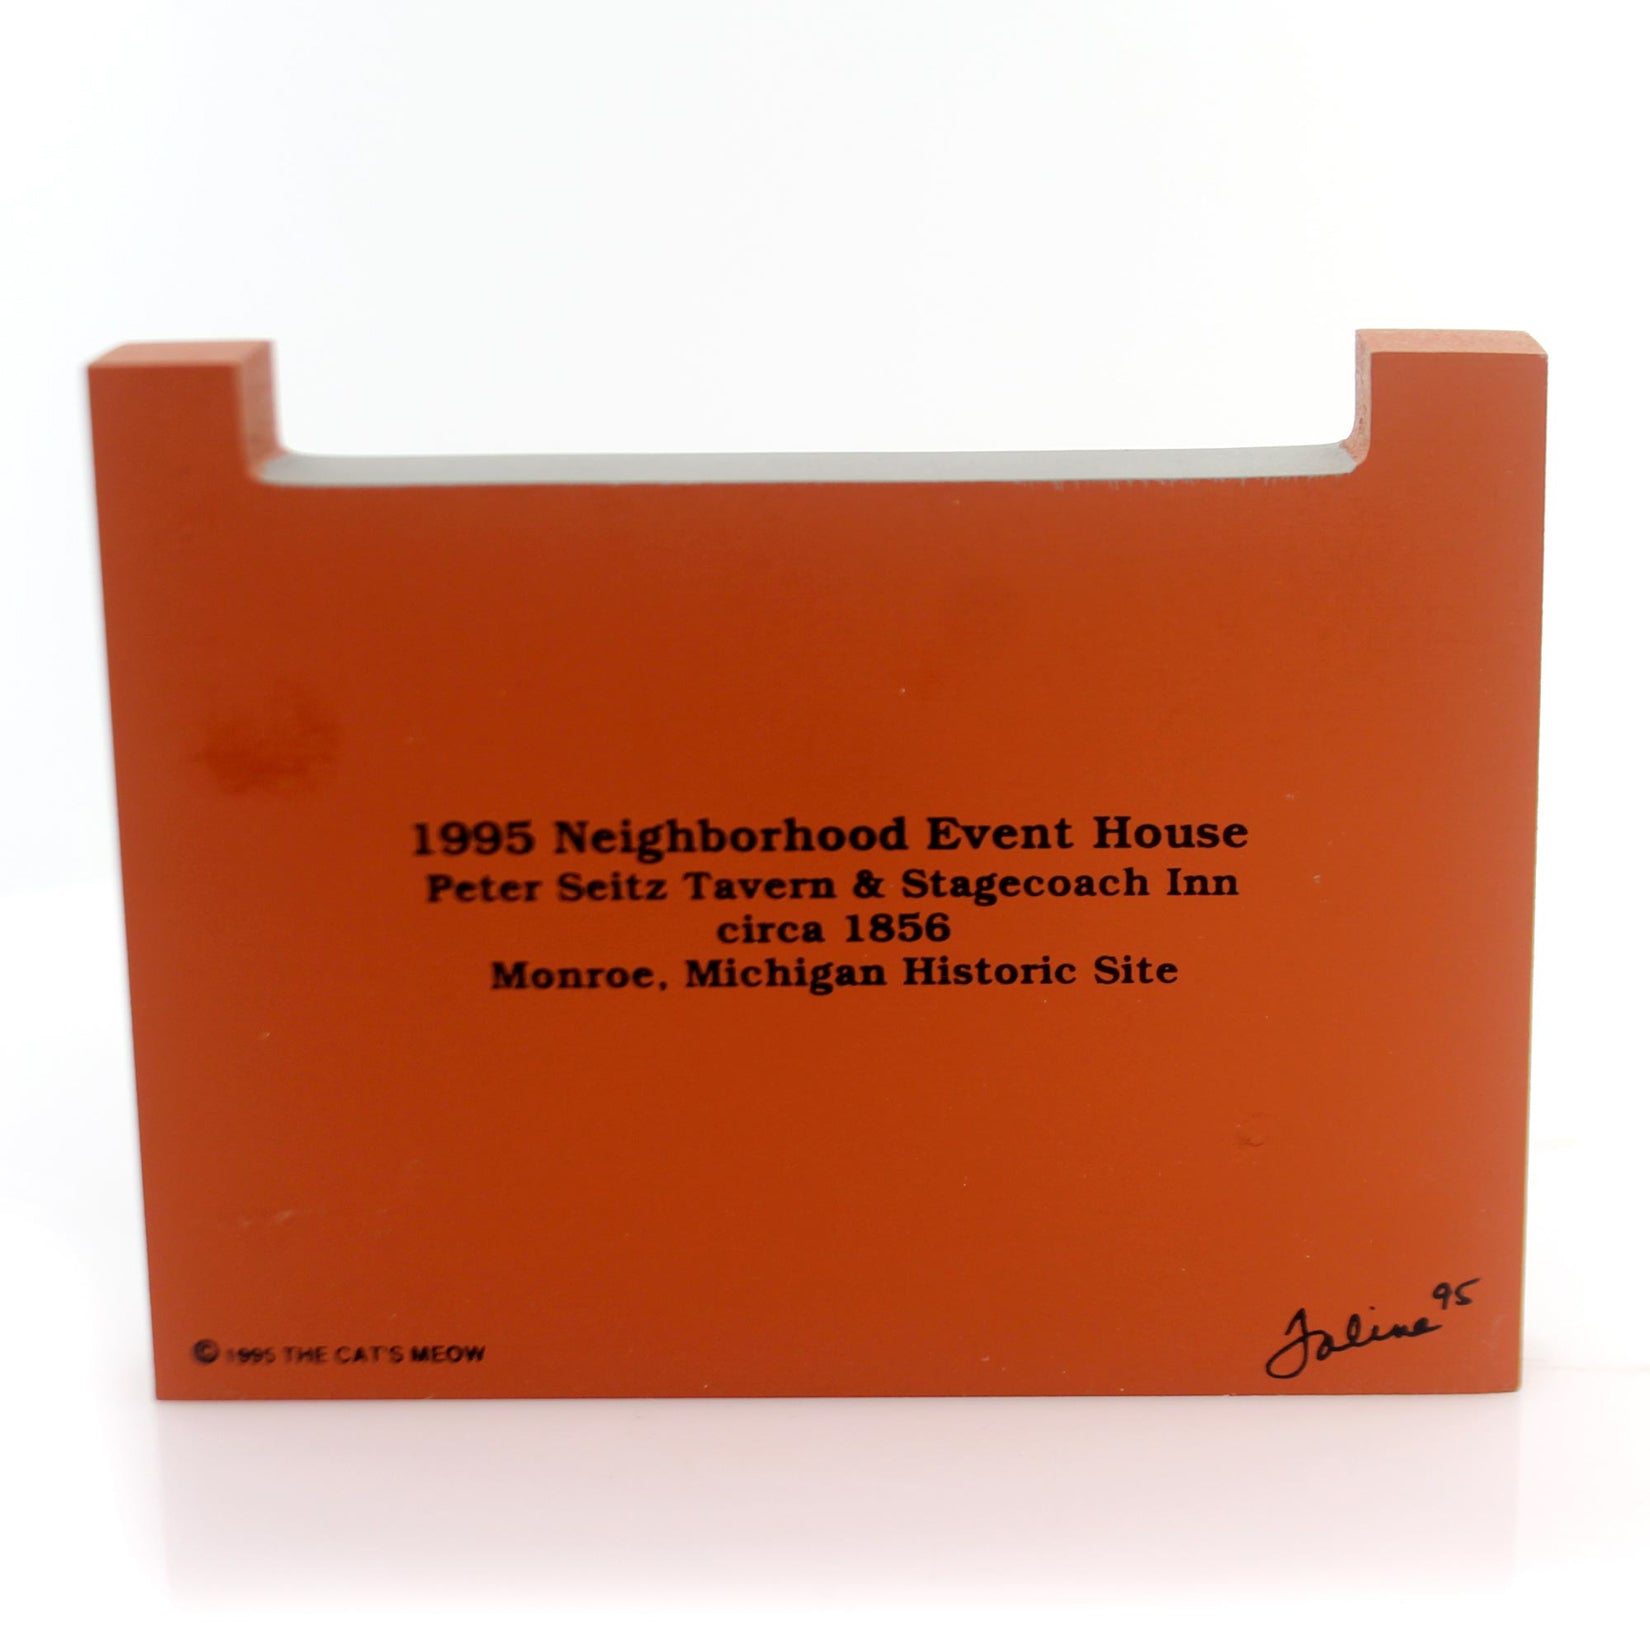 1995 Neighborhood Event House
Peter Seitz Tavern & Stagecoach Inn
circa 1856
Monroe, Michigan Historic Site
© 1995 THE CAT'S MEOW
Faline 95